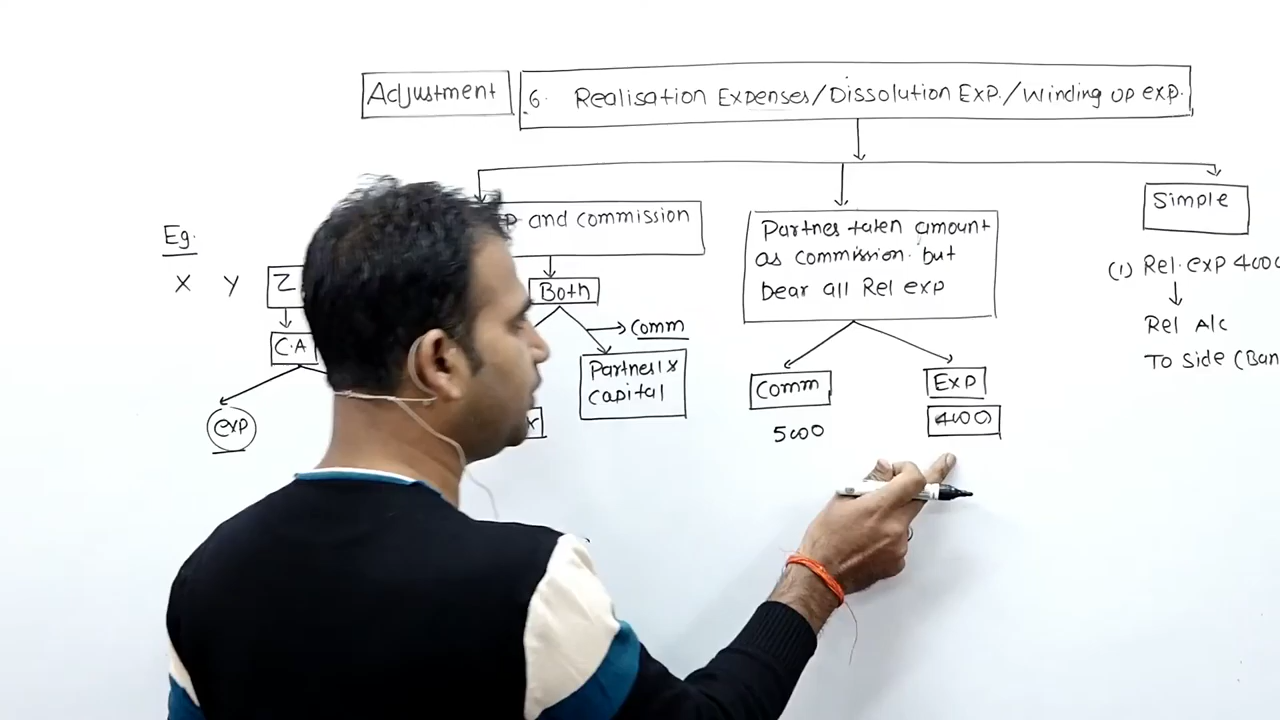 Adjustment
6. Realisation Expenses/Dissolution Exp./Winding up exp.
and commission
Partner taken amount
as commission. but
bear all Rel exp
Simple
Eg.
X Y Z
(1) Rel. exp 4000
Both
Comm
Rel A/c
To side (Ban
C.A
Partner's
capital
Comm
Exp
exp
5000
4000